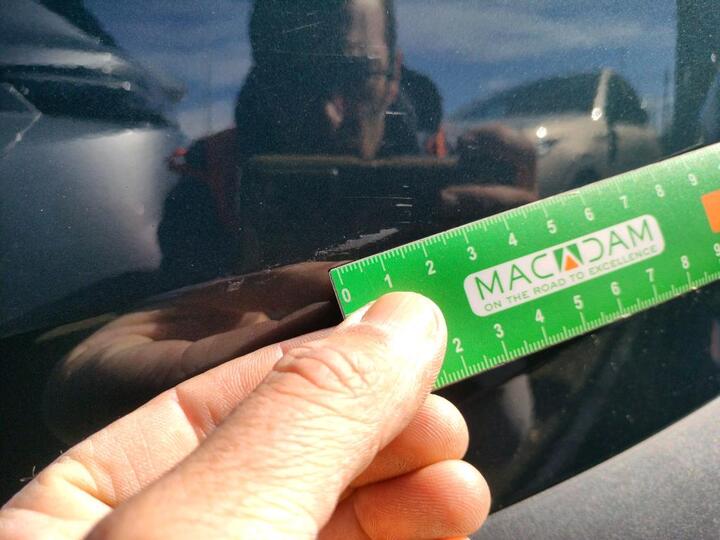 0 1 2 3 4 5 6 7 8 9
MACADAM
ON THE ROAD TO EXCELLENCE
2 3 4 5 6 7 8 9